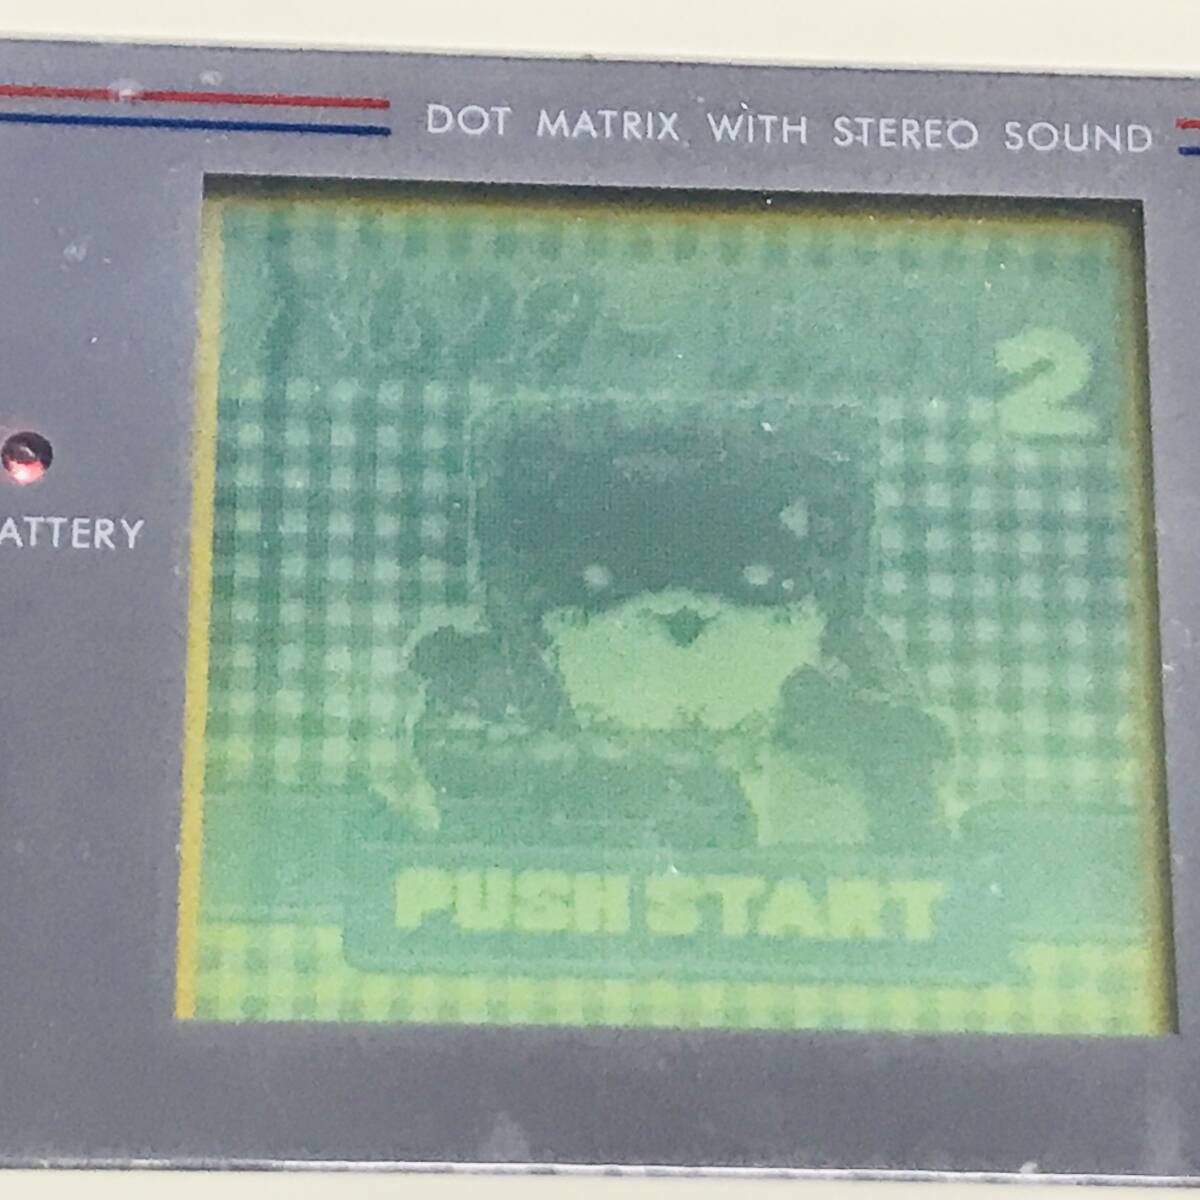 DOT MATRIX WITH STEREO SOUND
2
ATTERY
PUSH START